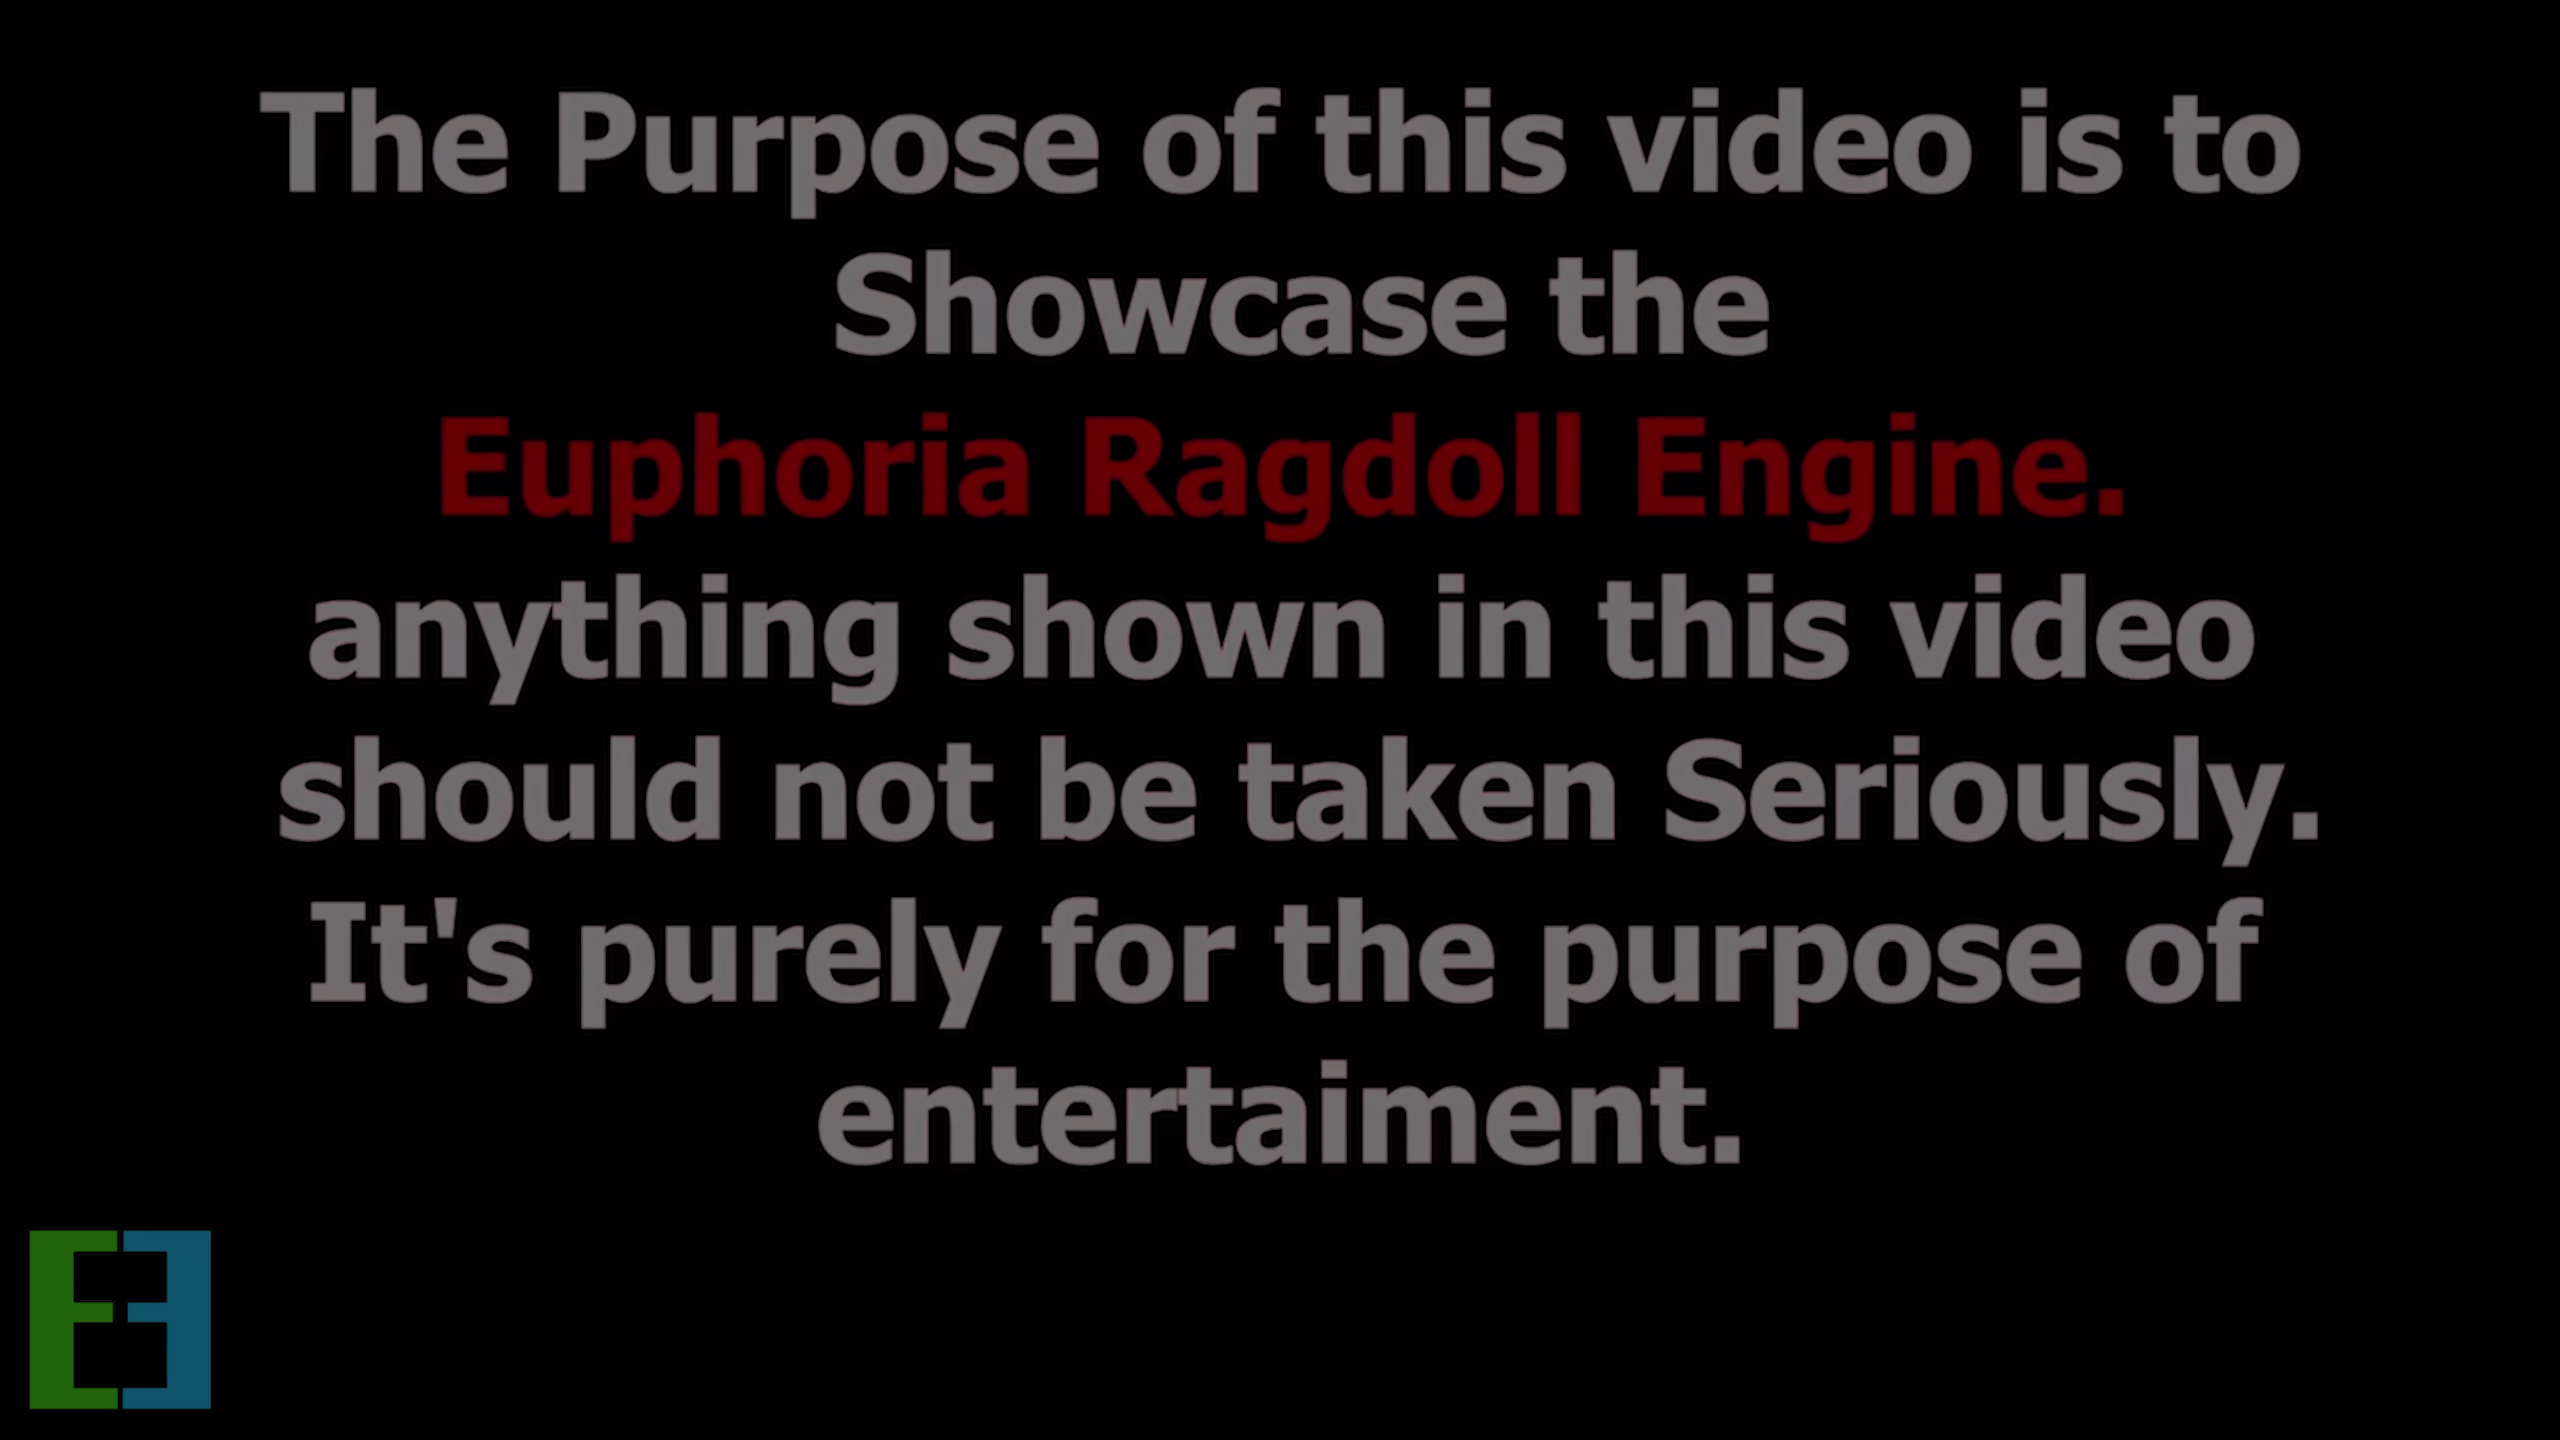 The Purpose of this video is to
Showcase the
Euphoria Ragdoll Engine.
anything shown in this video
should not be taken Seriously.
It's purely for the purpose of
entertaiment.